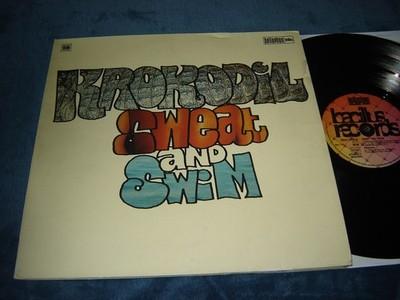 KROKODIL
SWEAT
AND
SWIM
bacillus
records